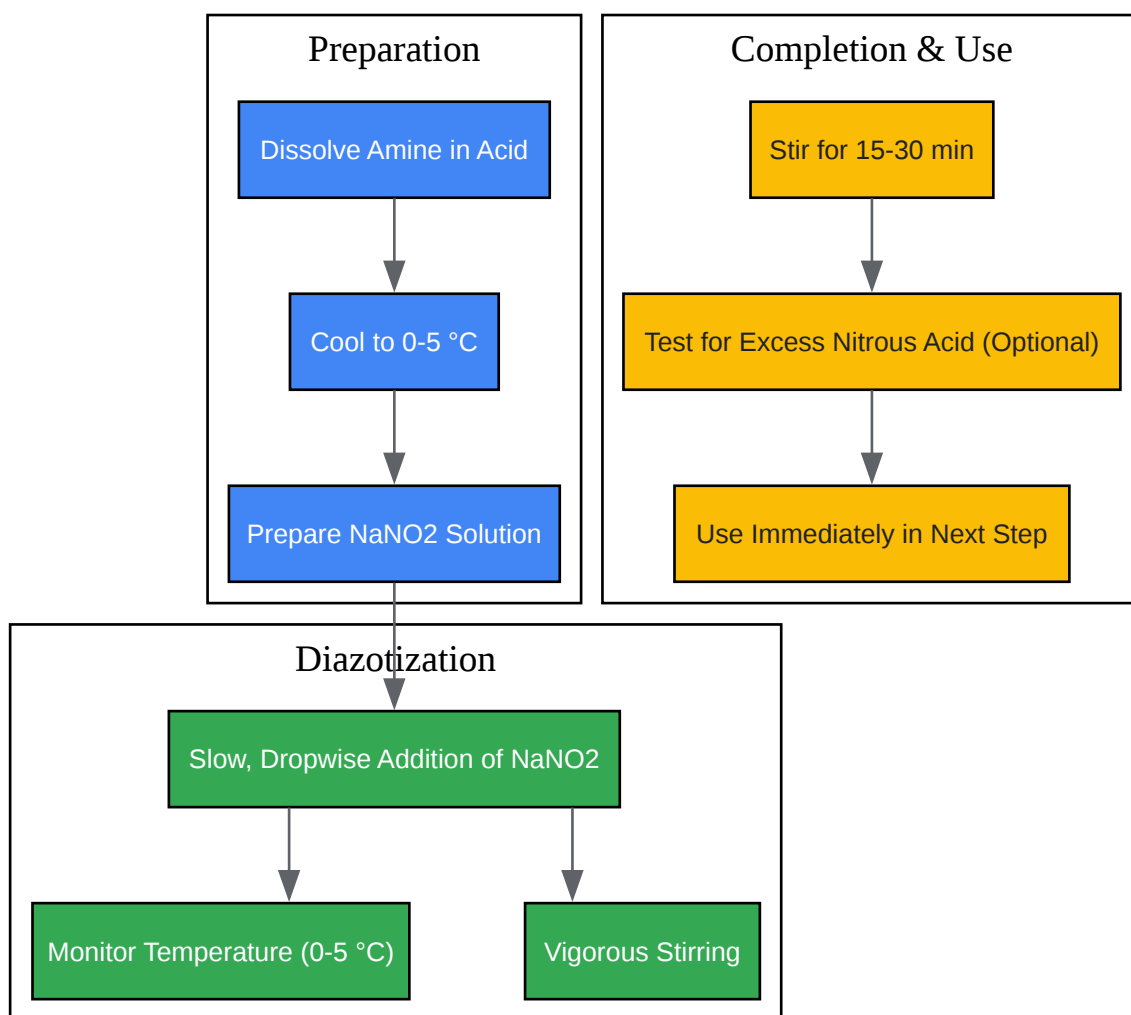 Preparation
Dissolve Amine in Acid
Cool to 0-5 °C
Prepare NaNO2 Solution
Completion & Use
Stir for 15-30 min
Test for Excess Nitrous Acid (Optional)
Use Immediately in Next Step
Diazotization
Slow, Dropwise Addition of NaNO2
Monitor Temperature (0-5 °C)
Vigorous Stirring